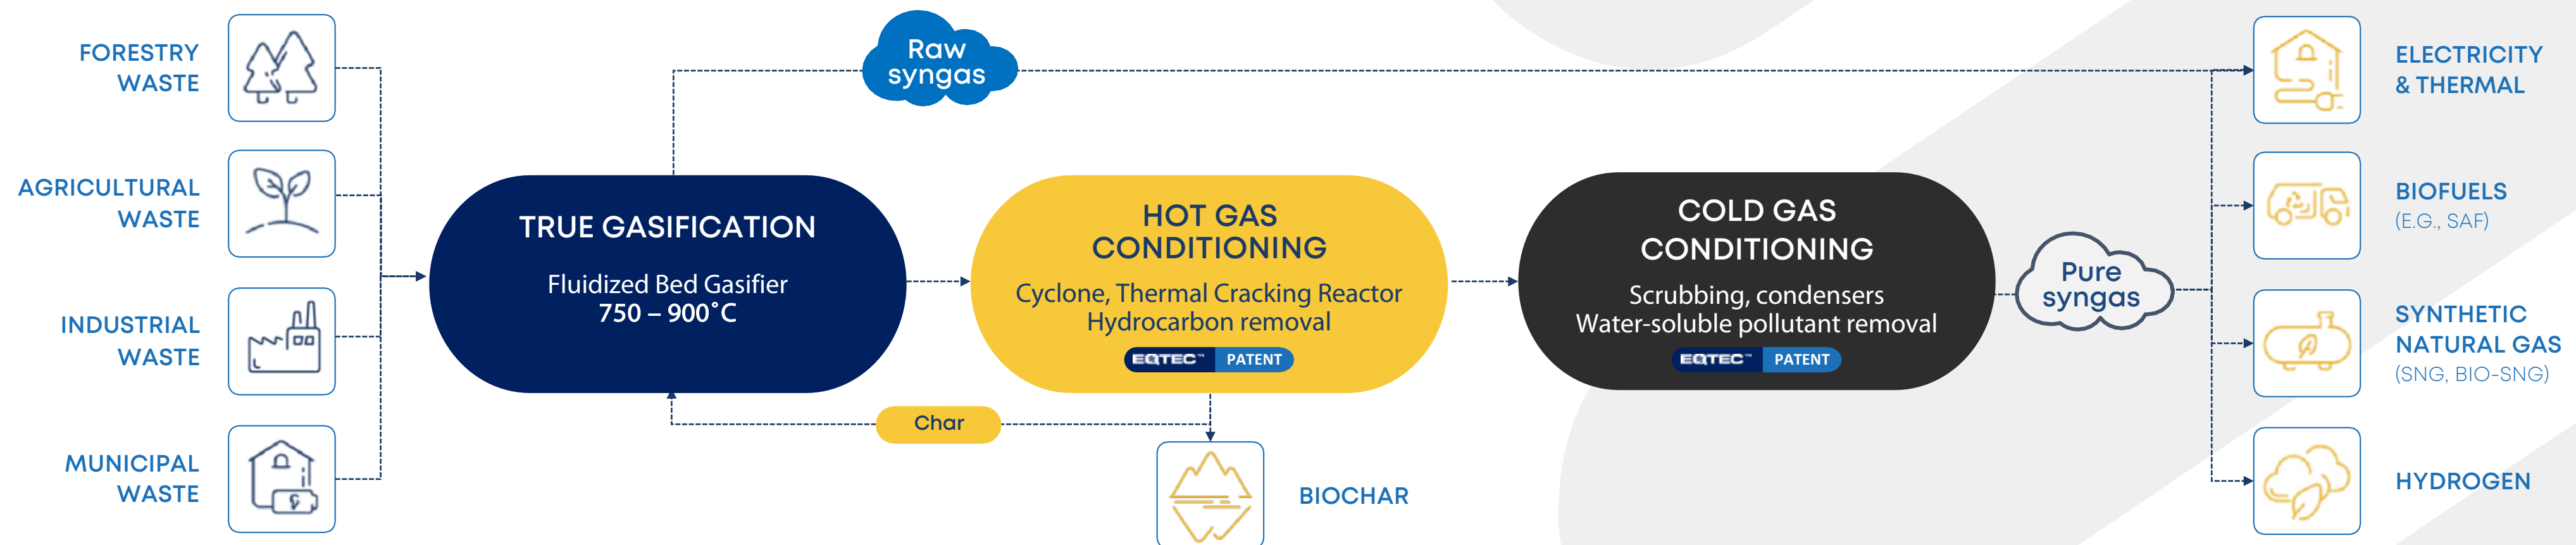 FORESTRY
WASTE
AGRICULTURAL
WASTE
INDUSTRIAL
WASTE
MUNICIPAL
WASTE
Raw
syngas
TRUE GASIFICATION
Fluidized Bed Gasifier
750 – 900˚C
HOT GAS
CONDITIONING
Cyclone, Thermal Cracking Reactor
Hydrocarbon removal
EQTEC™ PATENT
Char
BIOCHAR
COLD GAS
CONDITIONING
Scrubbing, condensers
Water-soluble pollutant removal
EQTEC™ PATENT
Pure
syngas
ELECTRICITY
& THERMAL
BIOFUELS
(E.G., SAF)
SYNTHETIC
NATURAL GAS
(SNG, BIO-SNG)
HYDROGEN